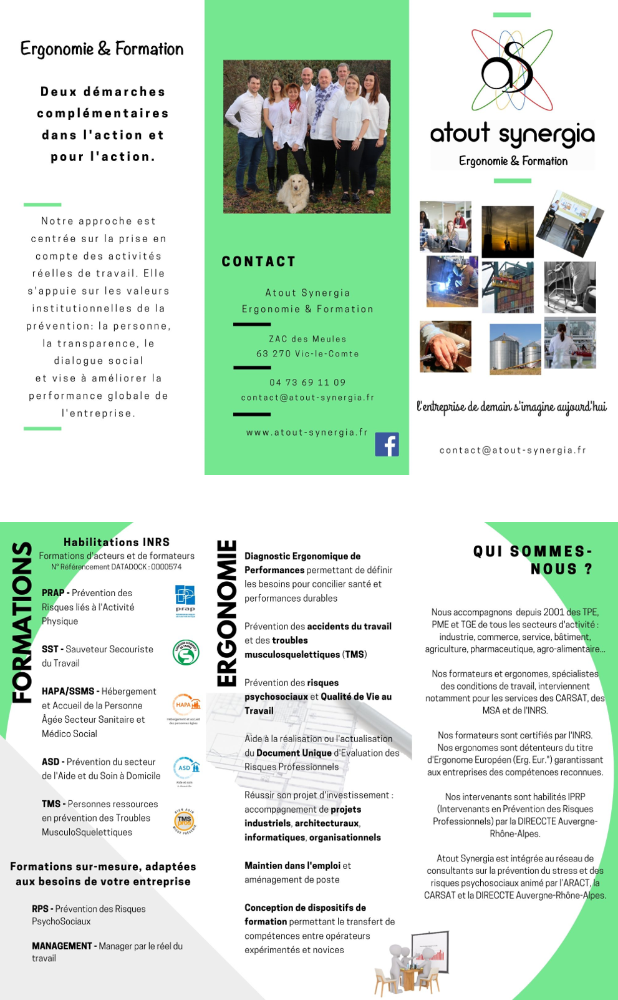 Ergonomie & Formation
Deux démarches
complémentaires
dans l'action et
pour l'action.
Notre approche est
centrée sur la prise en
compte des activités
réelles de travail. Elle
s'appuie sur les valeurs
institutionnelles de la
prévention: la personne,
la transparence, le
dialogue social
et vise à améliorer la
performance globale de
l'entreprise.
CONTACT
Atout Synergia
Ergonomie & Formation
ZAC des Meules
63 270 Vic-le-Comte
04 73 69 11 09
contact@atout-synergia.fr
www.atout-synergia.fr
f
aS
atout synergia
Ergonomie & Formation
l'entreprise de demain s'imagine aujourd'hui
contact@atout-synergia.fr
FORMATIONS
Habilitations INRS
Formations d'acteurs et de formateurs
N° Référencement DATADOCK : 0000574
PRAP - Prévention des
Risques liés à l'Activité
Physique
prap
SST - Sauveteur Secouriste
du Travail
SAUVETEUR SECOURISTE
DU TRAVAIL
HAPA/SSMS - Hébergement
et Accueil de la Personne
Âgée Secteur Sanitaire et
Médico Social
HAPA
Hébergement et accueil
des personnes âgées
ASD - Prévention du secteur
de l'Aide et du Soin à Domicile
ASD
Aide et soin
à domicile
TMS - Personnes ressources
en prévention des Troubles
MusculoSquelettiques
BIEN AGIR
TMS
pros
MIEUX PRÉVENIR
Formations sur-mesure, adaptées
aux besoins de votre entreprise
RPS - Prévention des Risques
PsychoSociaux
MANAGEMENT - Manager par le réel du
travail
ERGONOMIE
Diagnostic Ergonomique de
Performances permettant de définir
les besoins pour concilier santé et
performances durables
Prévention des accidents du travail
et des troubles
musculosquelettiques (TMS)
Prévention des risques
psychosociaux et Qualité de Vie au
Travail
Aide à la réalisation ou l'actualisation
du Document Unique d'Evaluation des
Risques Professionnels
Réussir son projet d'investissement :
accompagnement de projets
industriels, architecturaux,
informatiques, organisationnels
Maintien dans l'emploi et
aménagement de poste
Conception de dispositifs de
formation permettant le transfert de
compétences entre opérateurs
expérimentés et novices
QUI SOMMES-
NOUS ?
Nous accompagnons depuis 2001 des TPE,
PME et TGE de tous les secteurs d'activité :
industrie, commerce, service, bâtiment,
agriculture, pharmaceutique, agro-alimentaire...
Nos formateurs et ergonomes, spécialistes
des conditions de travail, interviennent
notamment pour les services des CARSAT, des
MSA et de l'INRS.
Nos formateurs sont certifiés par l'INRS.
Nos ergonomes sont détenteurs du titre
d'Ergonome Européen (Erg. Eur.®) garantissant
aux entreprises des compétences reconnues.
Nos intervenants sont habilités IPRP
(Intervenants en Prévention des Risques
Professionnels) par la DIRECCTE Auvergne-
Rhône-Alpes.
Atout Synergia est intégrée au réseau de
consultants sur la prévention du stress et des
risques psychosociaux animé par l'ARACT, la
CARSAT et la DIRECCTE Auvergne-Rhône-Alpes.